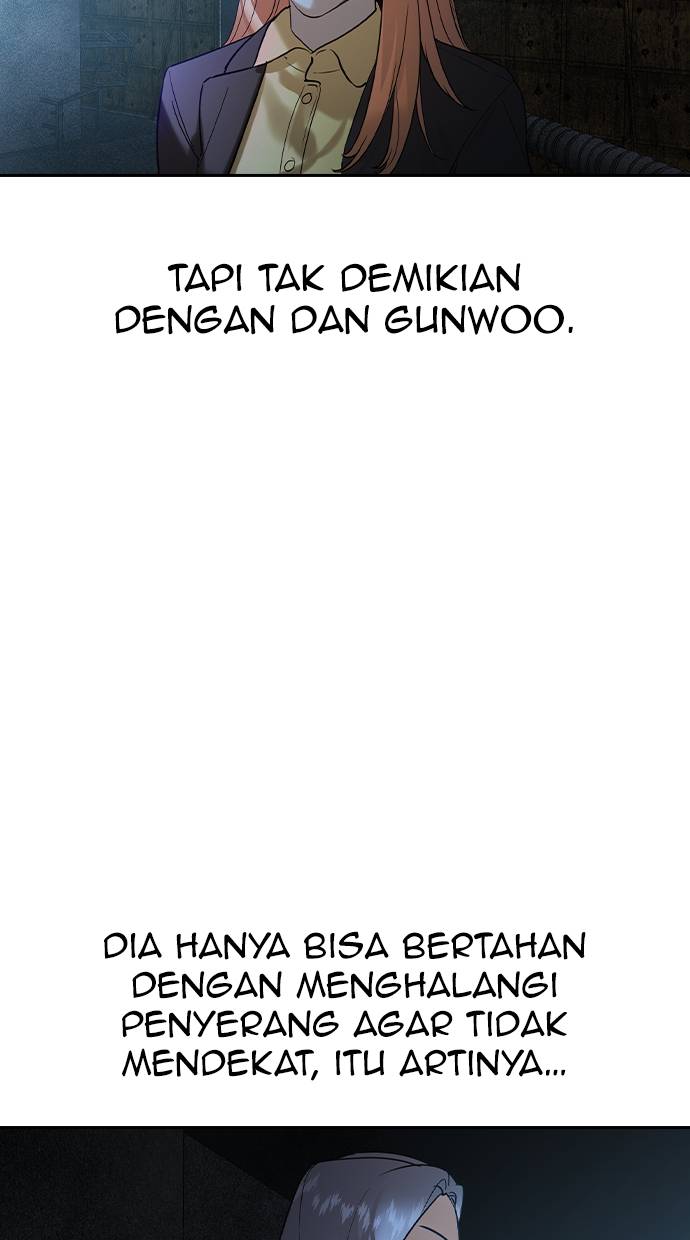 TAPI TAK DEMIKIAN
DENGAN DAN GUNWOO.
DIA HANYA BISA BERTAHAN
DENGAN MENGHALANGI
PENYERANG AGAR TIDAK
MENDEKAT, ITU ARTINYA...